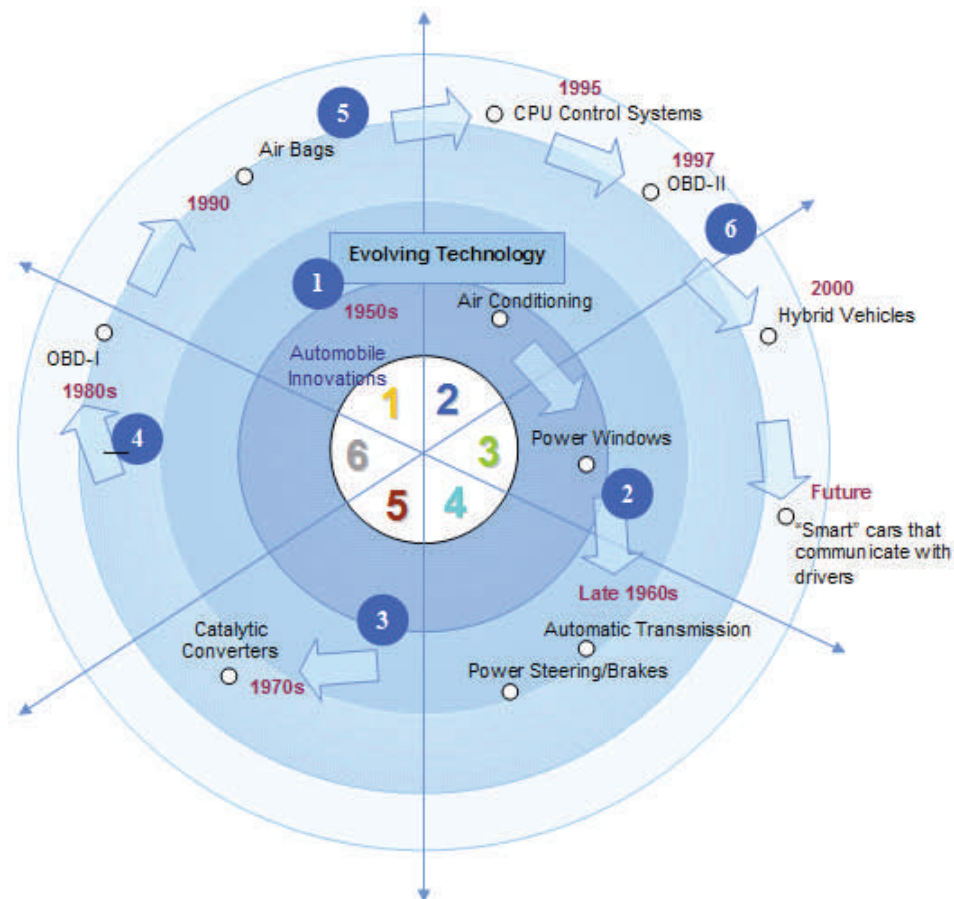 1995
CPU Control Systems
5
Air Bags
1997
OBD-II
1990
6
Evolving Technology
1
1950s
Air Conditioning
2000
Hybrid Vehicles
OBD-I
1980s
Automobile
Innovations
1
2
3
4
5
6
4
Power Windows
2
Future
"Smart" cars that
communicate with
drivers
Late 1960s
3
Automatic Transmission
Catalytic
Converters
Power Steering/Brakes
1970s